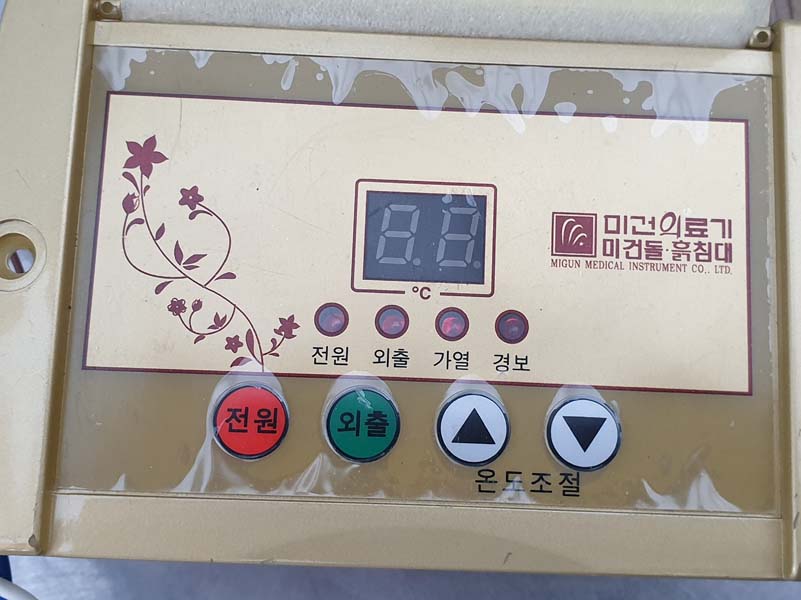 미건의료기
미건돌·흙침대
MIGUN MEDICAL INSTRUMENT CO., LTD.
°C
전원 외출 가열 경보
전원 외출
온도조절